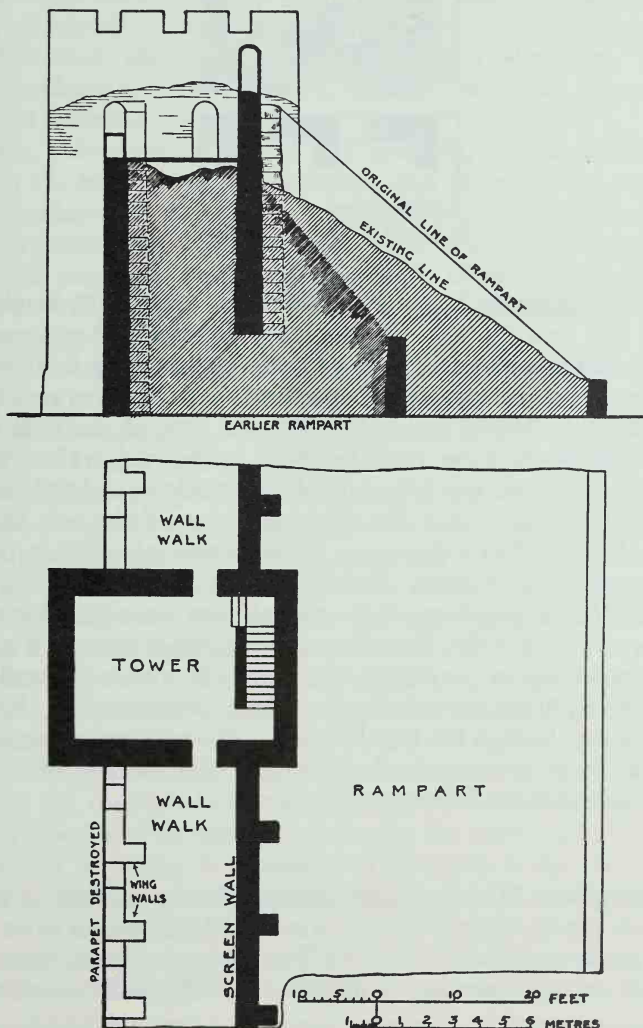 ORIGINAL LINE OF RAMPART
EXISTING LINE
EARLIER RAMPART
WALL
WALK
TOWER
WALL
WALK
RAMPART
PARAPET DESTROYED
WING
WALLS
SCREEN WALL
10 5 0 10 20 FEET
1 0 1 2 3 4 5 6 METRES